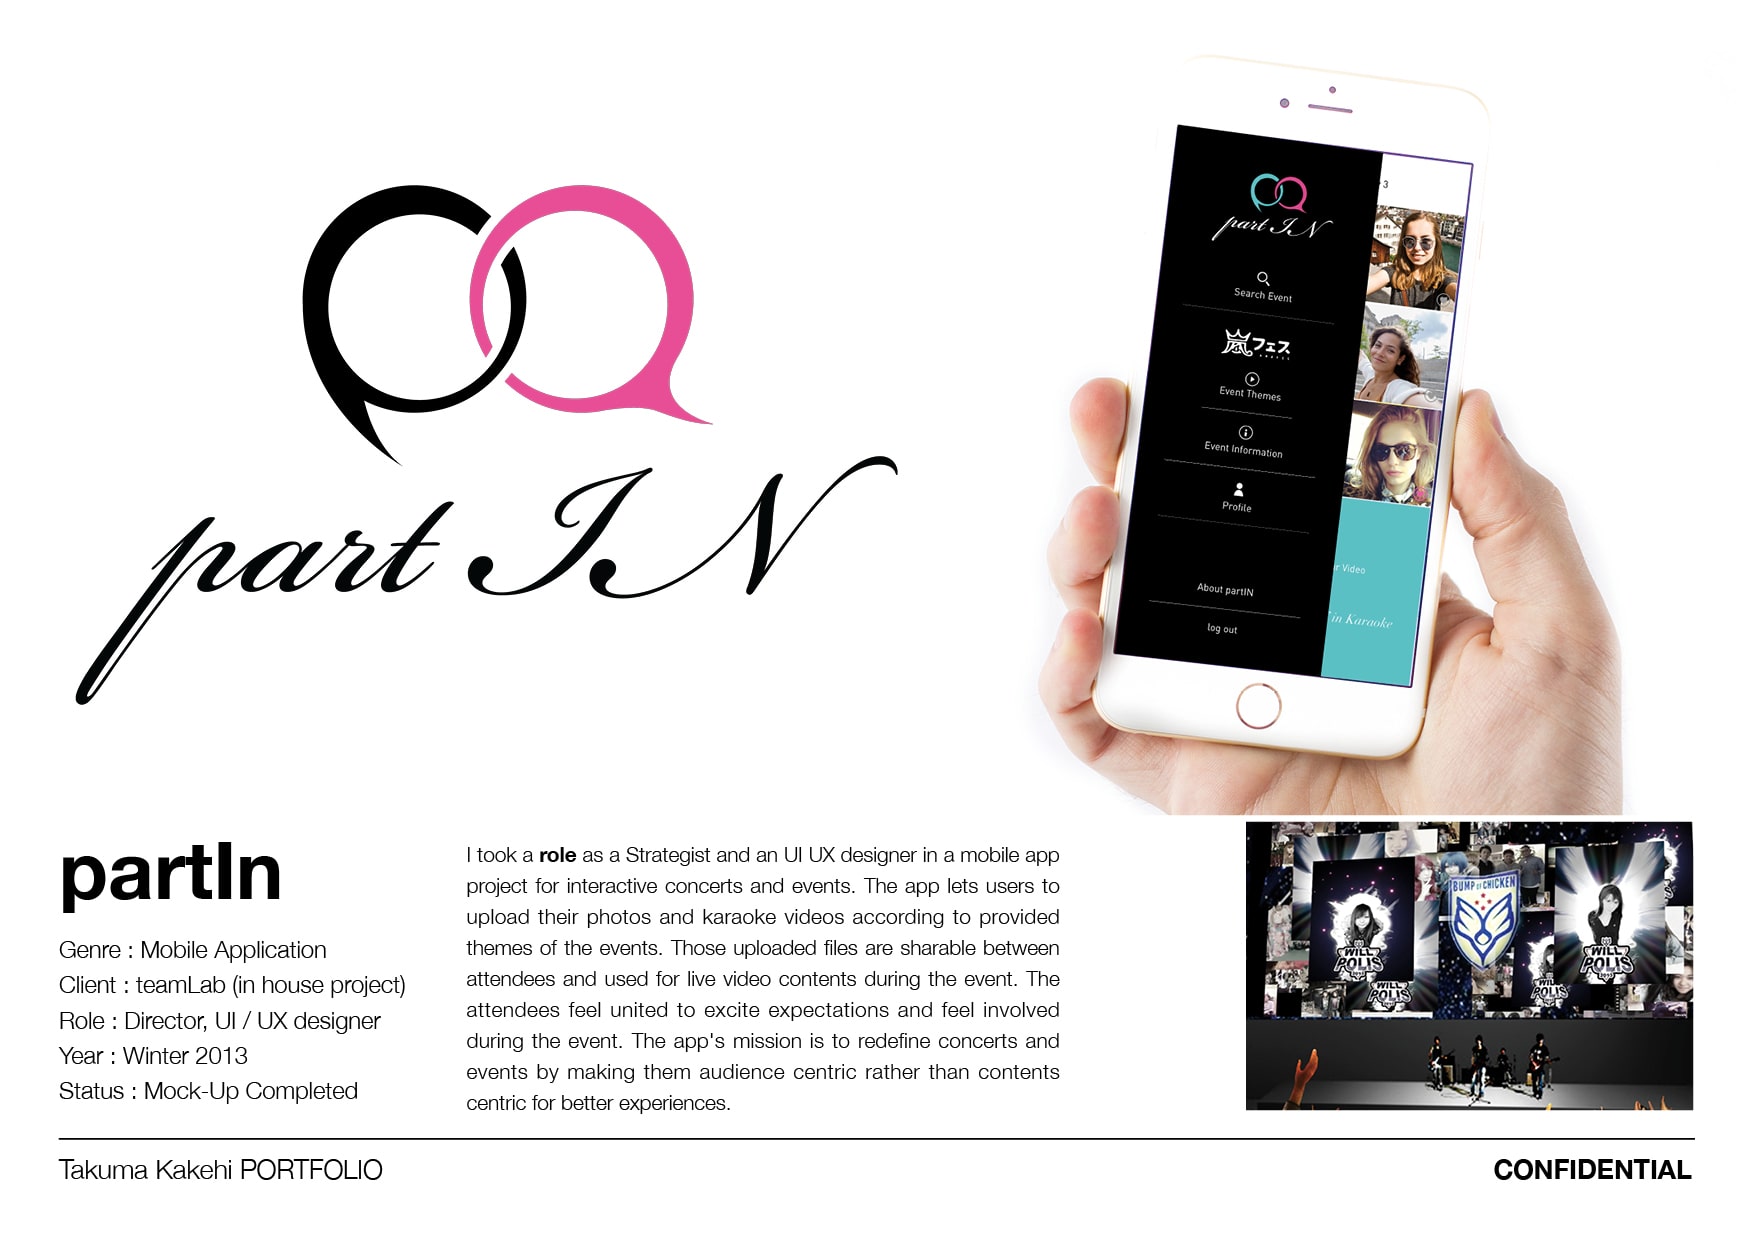 part IN
part IN
Search Event
嵐フェス
Event Themes
Event Information
Profile
About partIN
log out
3
r Video
in Karaoke
partIn
Genre : Mobile Application
Client : teamLab (in house project)
Role : Director, UI / UX designer
Year : Winter 2013
Status : Mock-Up Completed
I took a role as a Strategist and an UI UX designer in a mobile app
project for interactive concerts and events. The app lets users to
upload their photos and karaoke videos according to provided
themes of the events. Those uploaded files are sharable between
attendees and used for live video contents during the event. The
attendees feel united to excite expectations and feel involved
during the event. The app's mission is to redefine concerts and
events by making them audience centric rather than contents
centric for better experiences.
BUMP OF CHICKEN
WILL
POLIS
WILL
POLIS
WILL
POLIS
WILL
POLIS
Takuma Kakehi PORTFOLIO
CONFIDENTIAL